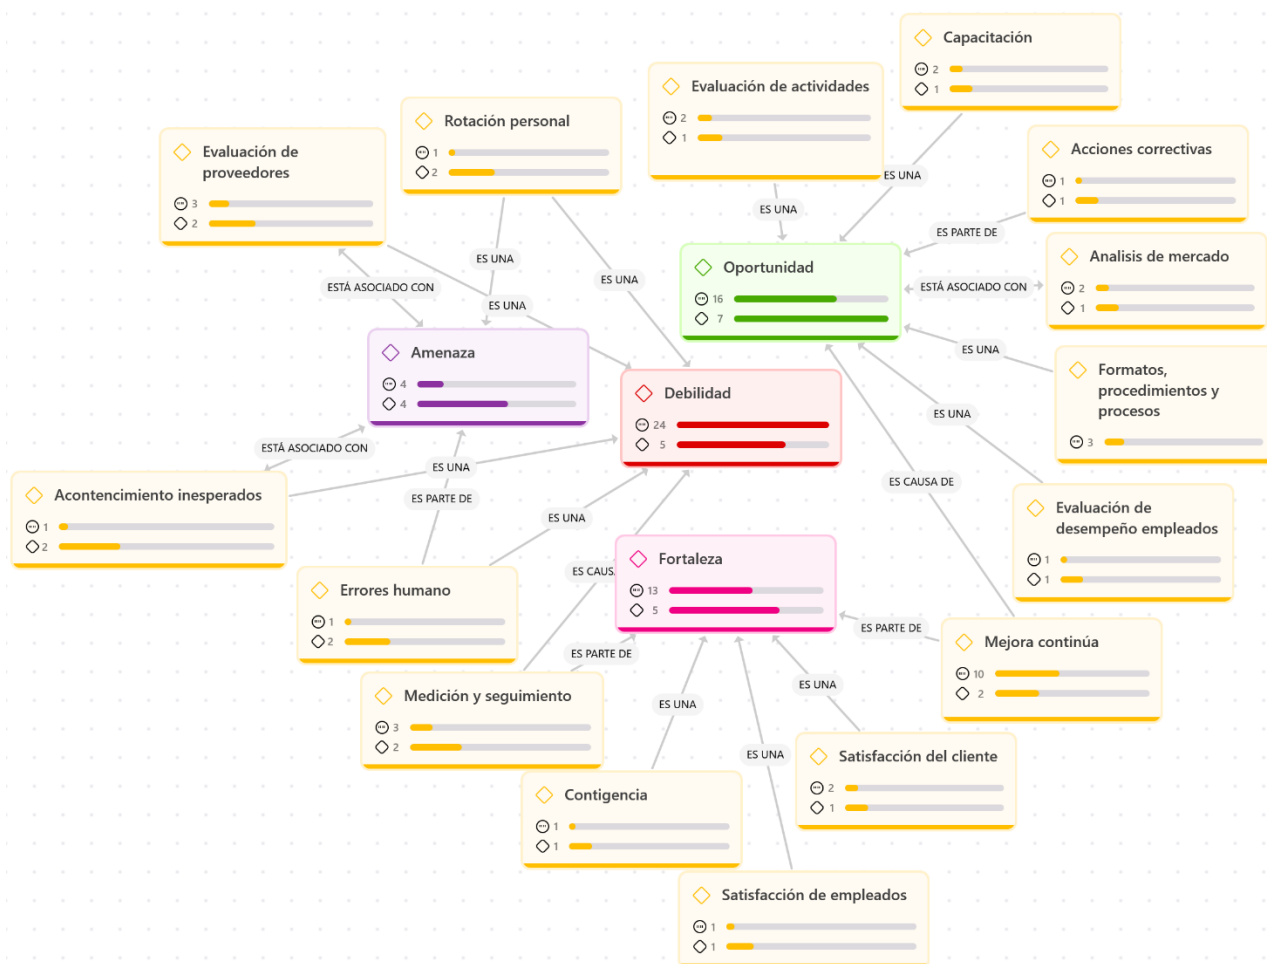 Capacitación
2
1
Evaluación de actividades
2
1
Rotación personal
1
2
Evaluación de
proveedores
3
2
Acciones correctivas
1
1
ES UNA
ES UNA
ES PARTE DE
Oportunidad
16
7
Analisis de mercado
2
1
ESTÁ ASOCIADO CON
ES UNA
ES UNA
ESTÁ ASOCIADO CON
ES UNA
Amenaza
4
4
ES UNA
Formatos,
procedimientos y
procesos
3
Debilidad
24
5
ES UNA
ESTÁ ASOCIADO CON
ES UNA
ES PARTE DE
ES CAUSA DE
Acontencimiento inesperados
1
2
Evaluación de
desempeño empleados
1
1
ES UNA
Fortaleza
13
5
ES CAUS
Errores humano
1
2
ES PARTE DE
ES PARTE DE
Mejora continúa
10
2
Medición y seguimiento
3
2
ES UNA
ES UNA
ES UNA
Satisfacción del cliente
2
1
Contigencia
1
1
Satisfacción de empleados
1
1